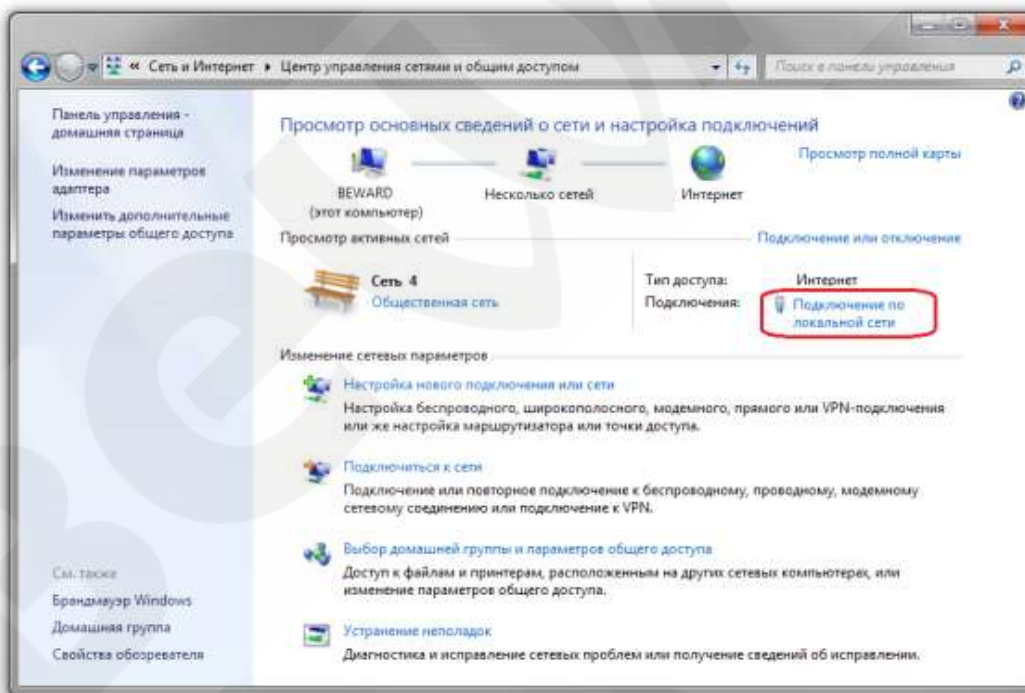 « Сеть и Интернет ▸ Центр управления сетями и общим доступом
Поиск в панели управления
Панель управления -
домашняя страница
Изменение параметров
адаптера
Изменить дополнительные
параметры общего доступа
См. также
Брандмауэр Windows
Домашняя группа
Свойства обозревателя
Просмотр основных сведений о сети и настройка подключений
Просмотр полной карты
BEWARD
(этот компьютер)
Несколько сетей
Интернет
Просмотр активных сетей
Подключение или отключение
Сеть 4
Общественная сеть
Тип доступа: Интернет
Подключения: Подключение по
локальной сети
Изменение сетевых параметров
Настройка нового подключения или сети
Настройка беспроводного, широкополосного, модемного, прямого или VPN-подключения
или же настройка маршрутизатора или точки доступа.
Подключиться к сети
Подключение или повторное подключение к беспроводному, проводному, модемному
сетевому соединению или подключение к VPN.
Выбор домашней группы и параметров общего доступа
Доступ к файлам и принтерам, расположенным на других сетевых компьютерах, или
изменение параметров общего доступа.
Устранение неполадок
Диагностика и исправление сетевых проблем или получение сведений об исправлении.